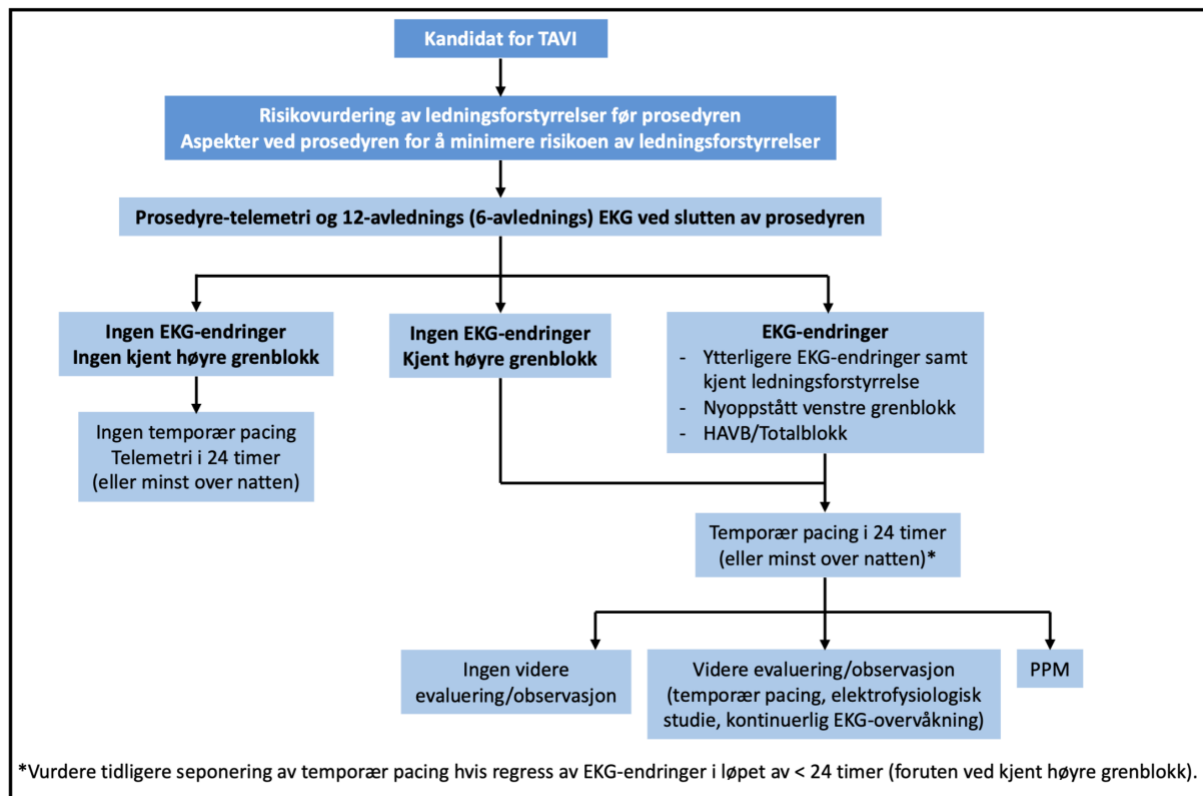 Kandidat for TAVI
Risikovurdering av ledningsforstyrrelser før prosedyren
Aspekter ved prosedyren for å minimere risikoen av ledningsforstyrrelser
Prosedyre-telemetri og 12-avlednings (6-avlednings) EKG ved slutten av prosedyren
Ingen EKG-endringer
Ingen kjent høyre grenblokk
Ingen temporær pacing
Telemetri i 24 timer
(eller minst over natten)
Ingen EKG-endringer
Kjent høyre grenblokk
EKG-endringer
- Ytterligere EKG-endringer samt
kjent ledningsforstyrrelse
- Nyoppstått venstre grenblokk
- HAVB/Totalblokk
Temporær pacing i 24 timer
(eller minst over natten)*
Ingen videre
evaluering/observasjon
Videre evaluering/observasjon
(temporær pacing, elektrofysiologisk
studie, kontinuerlig EKG-overvåkning)
PPM
*Vurdere tidligere seponering av temporær pacing hvis regress av EKG-endringer i løpet av < 24 timer (foruten ved kjent høyre grenblokk).